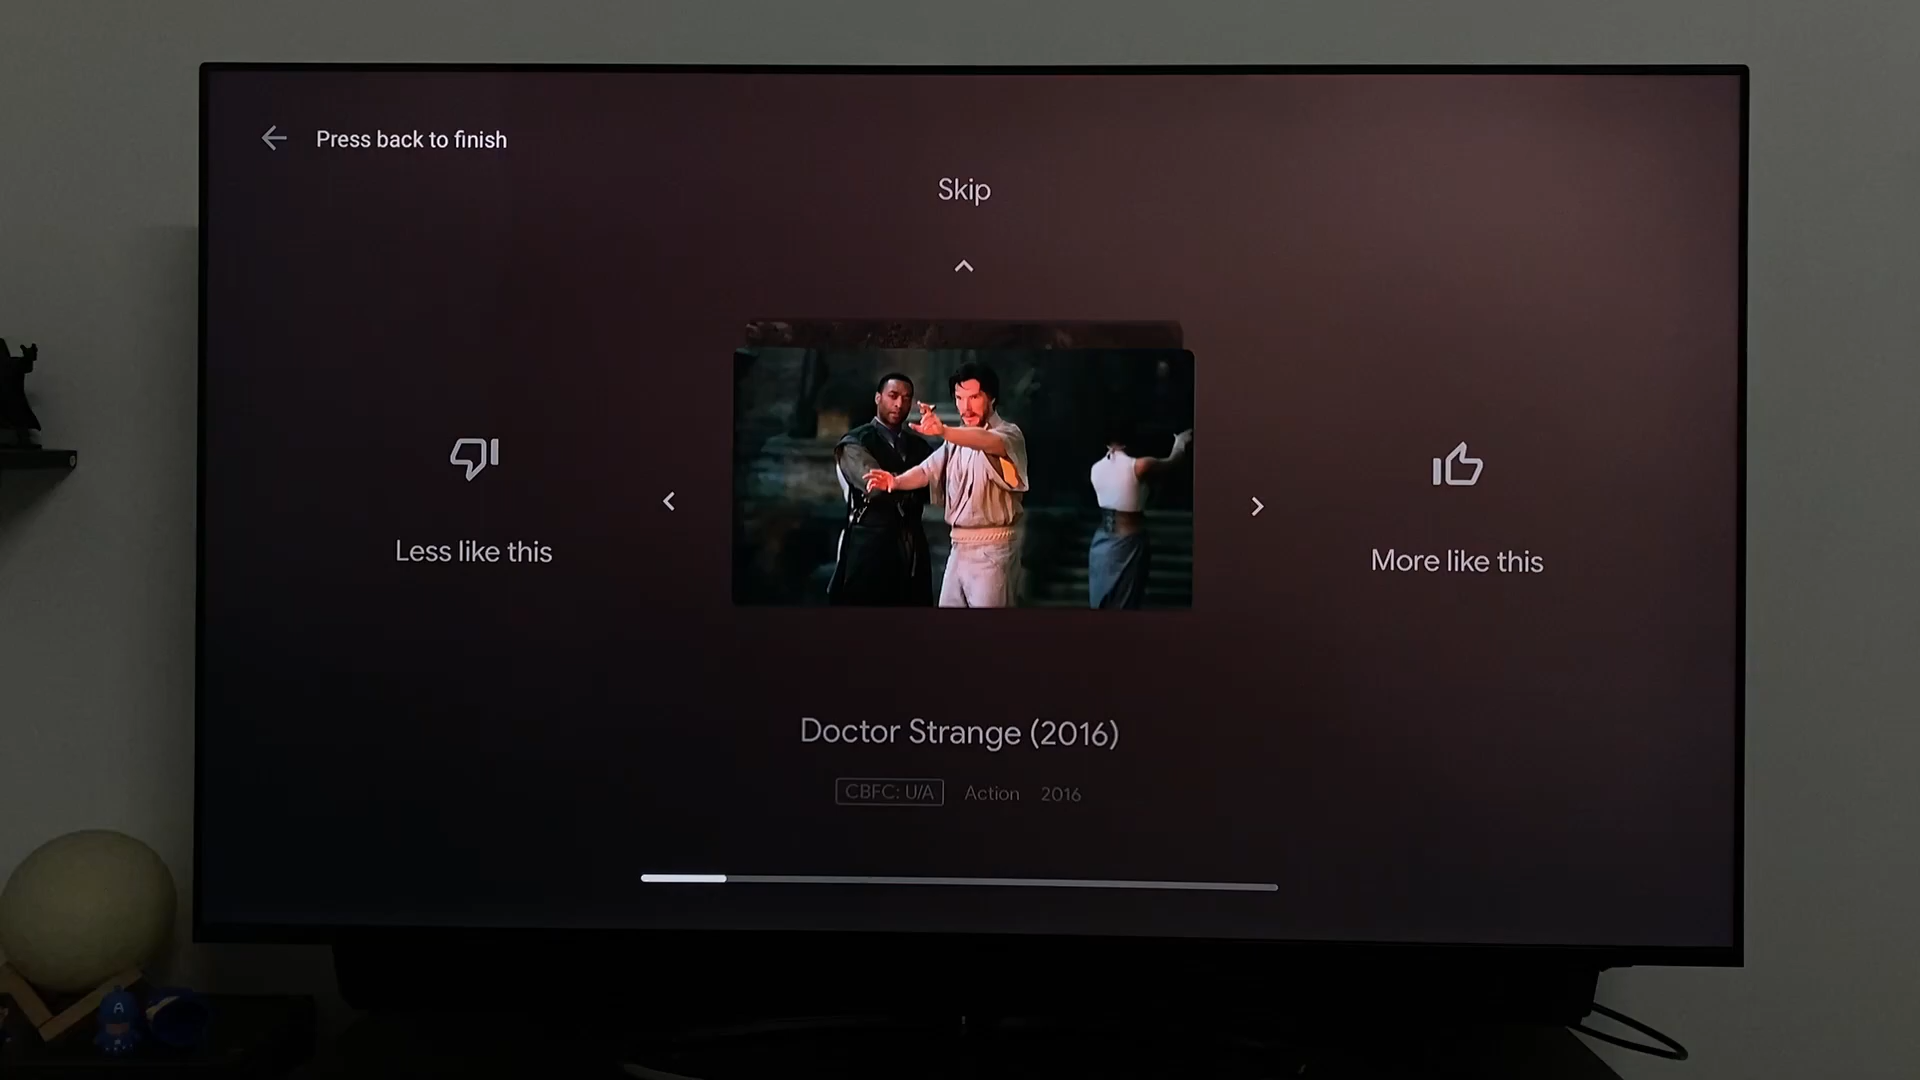 Press back to finish
Skip
Less like this
More like this
Doctor Strange (2016)
CBFC: U/A Action 2016
A